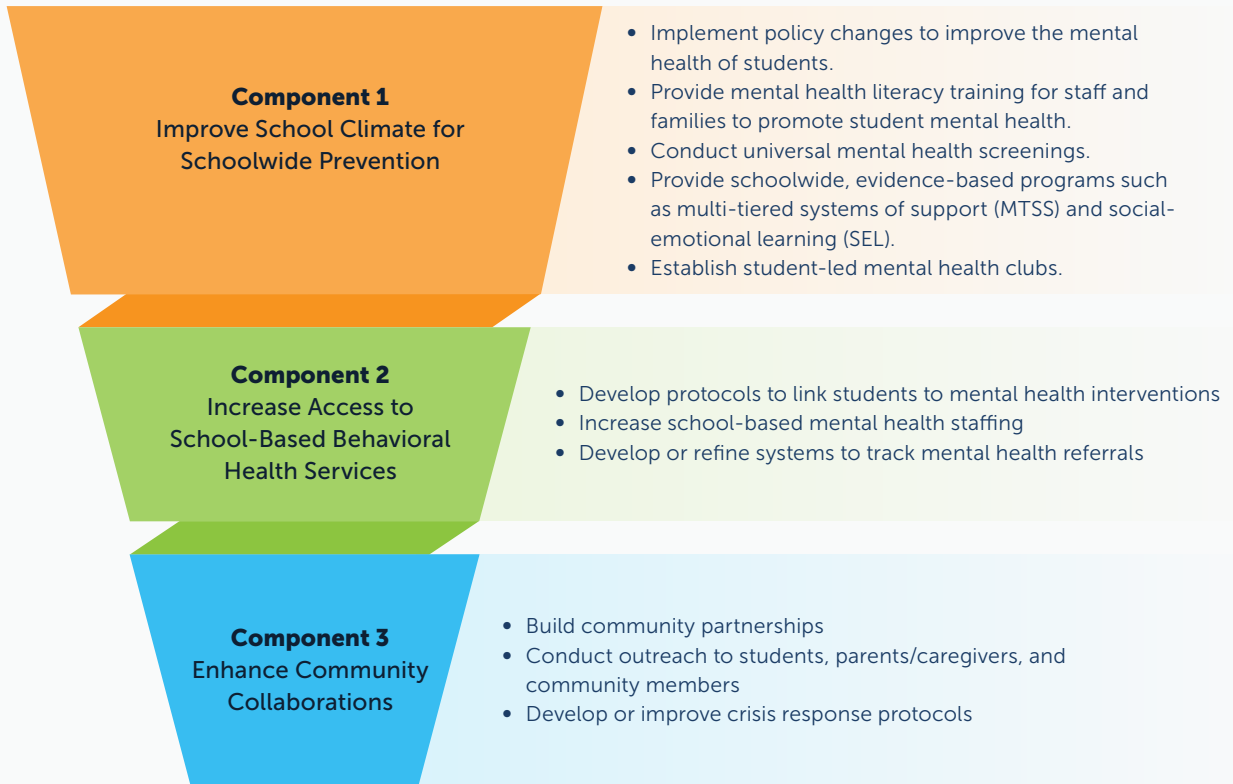 Component 1
Improve School Climate for
Schoolwide Prevention
• Implement policy changes to improve the mental
health of students.
• Provide mental health literacy training for staff and
families to promote student mental health.
• Conduct universal mental health screenings.
• Provide schoolwide, evidence-based programs such
as multi-tiered systems of support (MTSS) and social-
emotional learning (SEL).
• Establish student-led mental health clubs.
Component 2
Increase Access to
School-Based Behavioral
Health Services
• Develop protocols to link students to mental health interventions
• Increase school-based mental health staffing
• Develop or refine systems to track mental health referrals
Component 3
Enhance Community
Collaborations
• Build community partnerships
• Conduct outreach to students, parents/caregivers, and
community members
• Develop or improve crisis response protocols